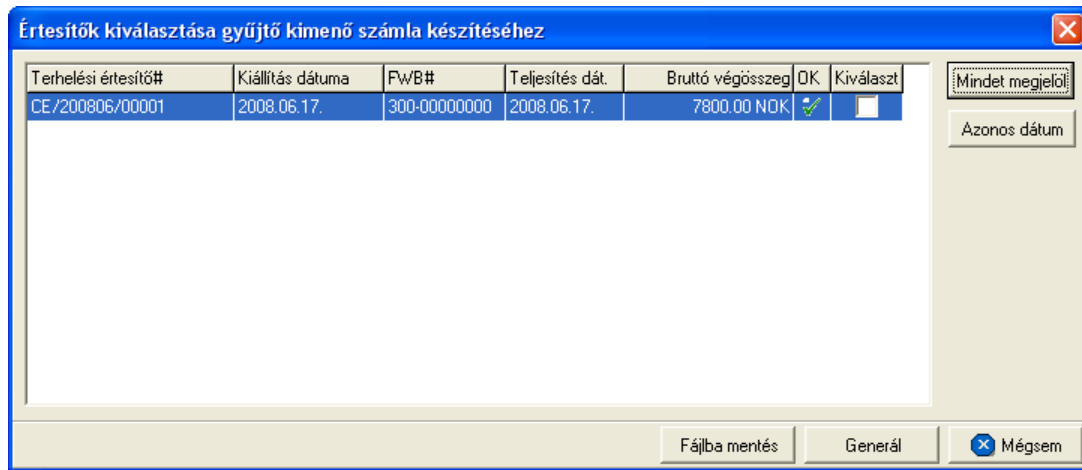 Értesítők kiválasztása gyűjtő kimenő számla készítéséhez
Terhelési értesítő# Kiállítás dátuma FWB# Teljesítés dát. Bruttó végösszeg OK Kiválaszt
CE/200806/00001 2008.06.17. 300-00000000 2008.06.17. 7800.00 NOK
Mindet megjelöl
Azonos dátum
Fájlba mentés Generál Mégsem